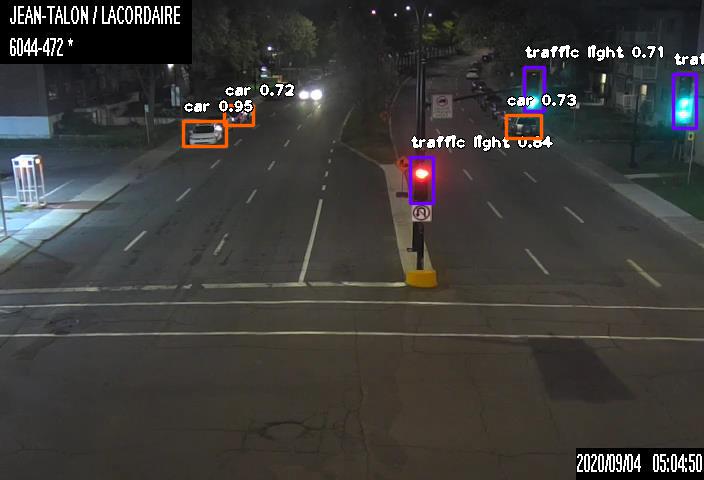 JEAN-TALON / LACORDAIRE
6044-472 *
traffic light 0.71
traf
car 0.72
car 0.95
car 0.73
traffic light 0.84
2020/09/04 05:04:50